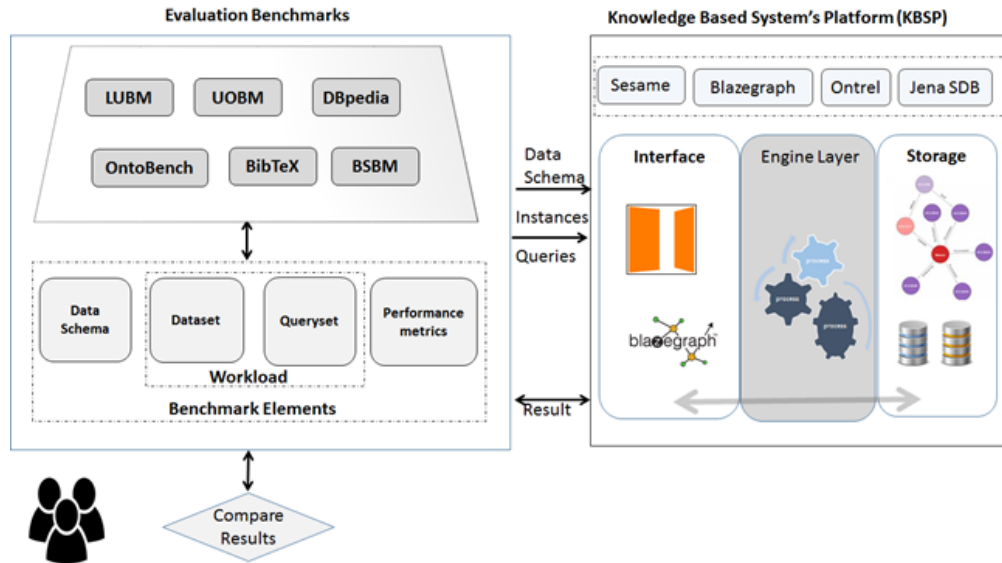 Evaluation Benchmarks
LUBM
UOBM
DBpedia
OntoBench
BibTeX
BSBM
Data
Schema
Dataset
Queryset
Performance
metrics
Workload
Benchmark Elements
Compare
Results
Data
Schema
Instances
Queries
Result
Knowledge Based System's Platform (KBSP)
Sesame
Blazegraph
Ontrel
Jena SDB
Interface
Engine Layer
Storage
blazegraph
process
process
process